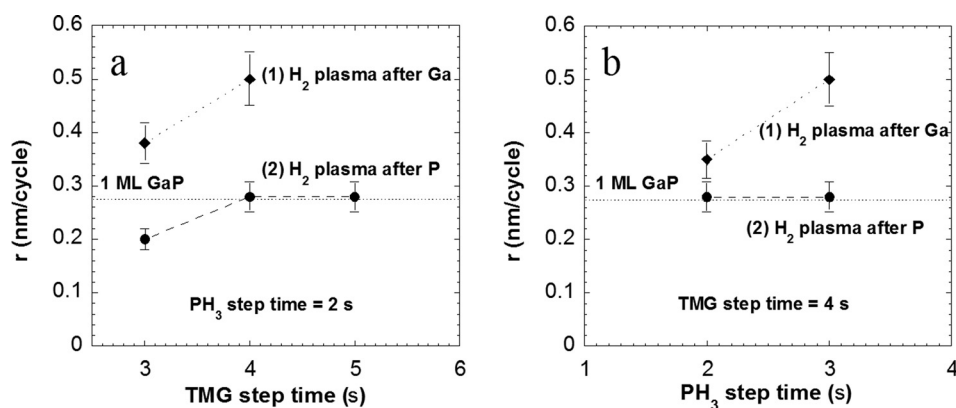 a
r (nm/cycle)
0.6
0.5
0.4
0.3
0.2
0.1
0
(1) H₂ plasma after Ga
(2) H₂ plasma after P
1 ML GaP
PH₃ step time = 2 s
2 3 4 5 6
TMG step time (s)
b
r (nm/cycle)
0.6
0.5
0.4
0.3
0.2
0.1
0
(1) H₂ plasma after Ga
1 ML GaP
(2) H₂ plasma after P
TMG step time = 4 s
1 2 3 4
PH₃ step time (s)